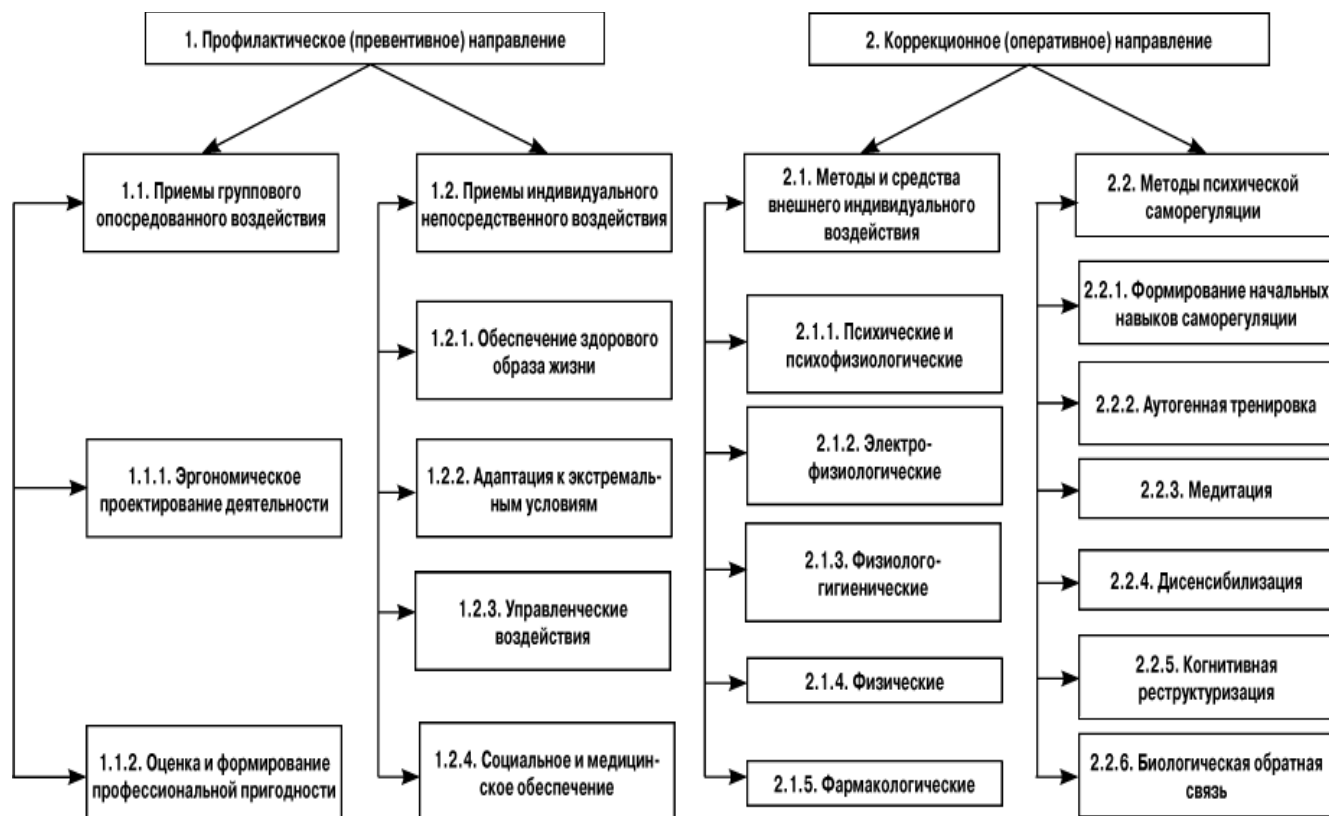 1. Профилактическое (превентивное) направление
2. Коррекционное (оперативное) направление
1.1. Приемы группового
опосредованного воздействия
1.2. Приемы индивидуального
непосредственного воздействия
2.1. Методы и средства
внешнего индивидуального
воздействия
2.2. Методы психической
саморегуляции
1.1.1. Эргономическое
проектирование деятельности
1.1.2. Оценка и формирование
профессиональной пригодности
1.2.1. Обеспечение здорового
образа жизни
1.2.2. Адаптация к экстремаль-
ным условиям
1.2.3. Управленческие
воздействия
1.2.4. Социальное и медицин-
ское обеспечение
2.1.1. Психические и
психофизиологические
2.1.2. Электро-
физиологические
2.1.3. Физиолого-
гигиенические
2.1.4. Физические
2.1.5. Фармакологические
2.2.1. Формирование начальных
навыков саморегуляции
2.2.2. Аутогенная тренировка
2.2.3. Медитация
2.2.4. Дисенсибилизация
2.2.5. Когнитивная
реструктуризация
2.2.6. Биологическая обратная
связь